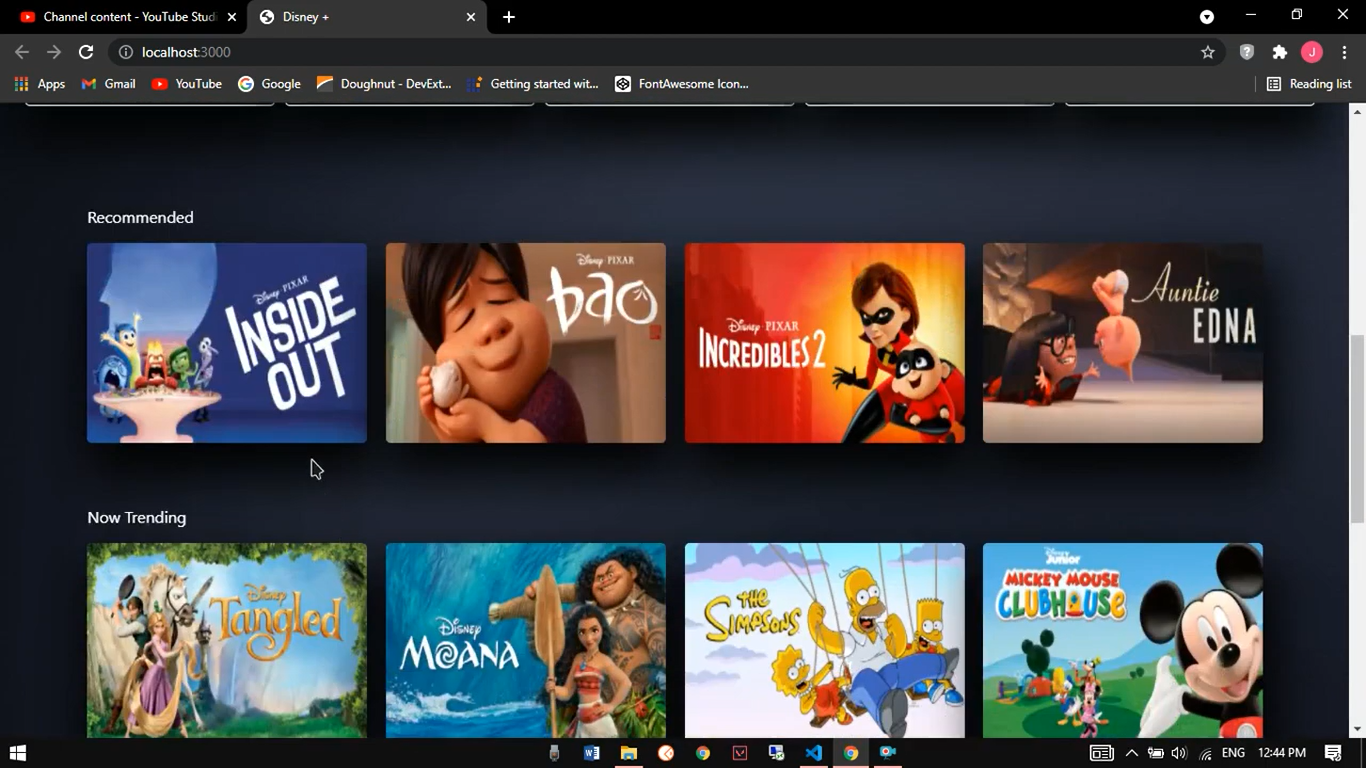 Channel content - YouTube Stud
Disney +
localhost:3000
J
Apps
Gmail
YouTube
Google
Doughnut - DevExt...
Getting started wit...
FontAwesome Icon...
Reading list
Recommended
Disney PIXAR
INSIDE
OUT
Disney PIXAR
bao
Disney PIXAR
INCREDIBLES 2
Auntie
EDNA
Now Trending
Disney
Tangled
Disney
MOANA
THE
SIMPSONS
Disney
JUNIOR
MICKEY MOUSE
CLUBHOUSE
ENG
12:44 PM